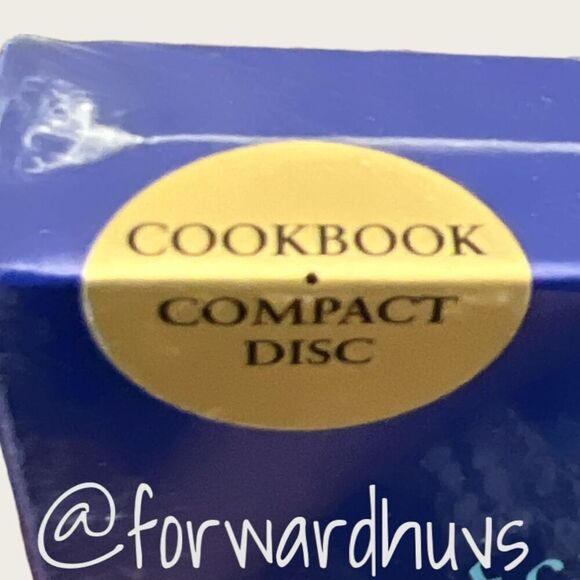 COOKBOOK
•
COMPACT
DISC
@forwardhuvs